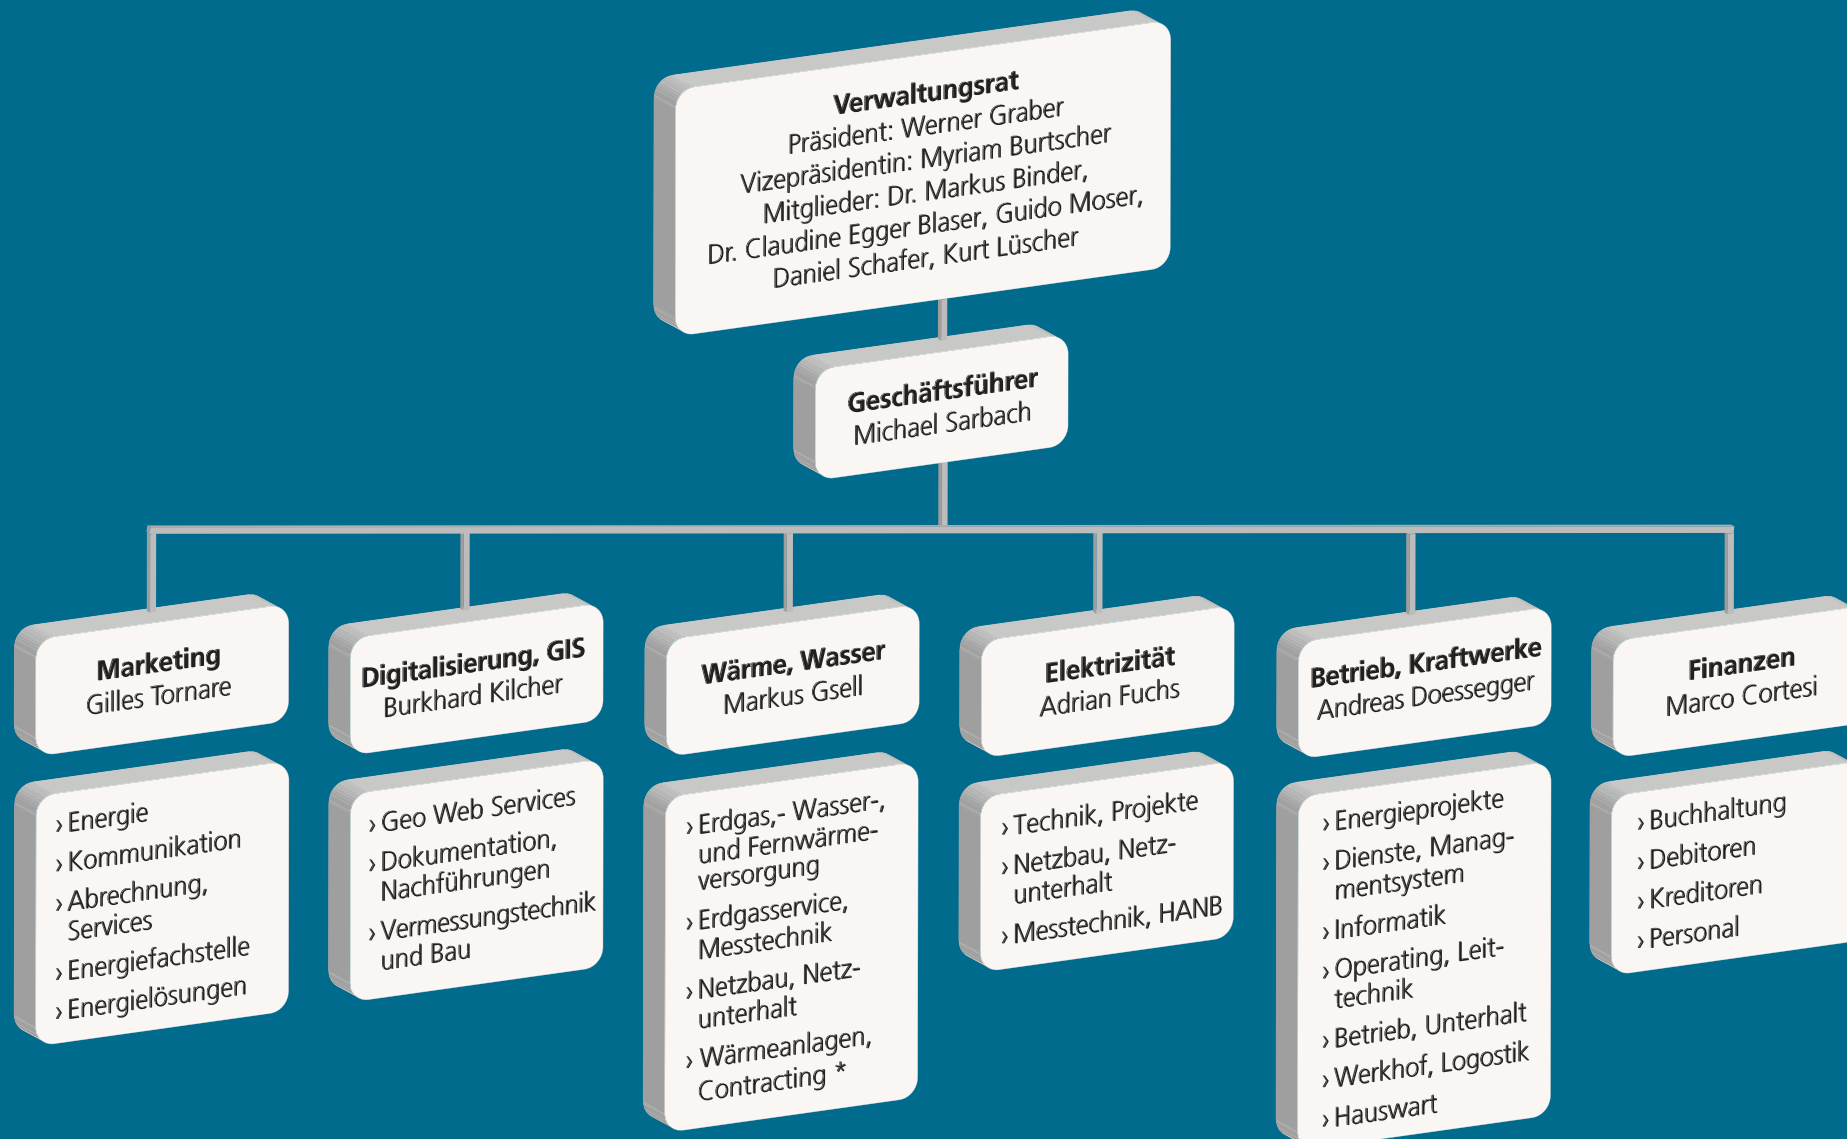 Verwaltungsrat
Präsident: Werner Graber
Vizepräsidentin: Myriam Burtscher
Mitglieder: Dr. Markus Binder,
Dr. Claudine Egger Blaser, Guido Moser,
Daniel Schafer, Kurt Lüscher
Geschäftsführer
Michael Sarbach
Marketing
Gilles Tornare
› Energie
› Kommunikation
› Abrechnung,
Services
› Energiefachstelle
› Energielösungen
Digitalisierung, GIS
Burkhard Kilcher
› Geo Web Services
› Dokumentation,
Nachführungen
› Vermessungstechnik
und Bau
Wärme, Wasser
Markus Gsell
› Erdgas,- Wasser-,
und Fernwärme-
versorgung
› Erdgasservice,
Messtechnik
› Netzbau, Netz-
unterhalt
› Wärmeanlagen,
Contracting *
Elektrizität
Adrian Fuchs
› Technik, Projekte
› Netzbau, Netz-
unterhalt
› Messtechnik, HANB
Betrieb, Kraftwerke
Andreas Doessegger
› Energieprojekte
› Dienste, Manag-
mentsystem
› Informatik
› Operating, Leit-
technik
› Betrieb, Unterhalt
› Werkhof, Logostik
› Hauswart
Finanzen
Marco Cortesi
› Buchhaltung
› Debitoren
› Kreditoren
› Personal